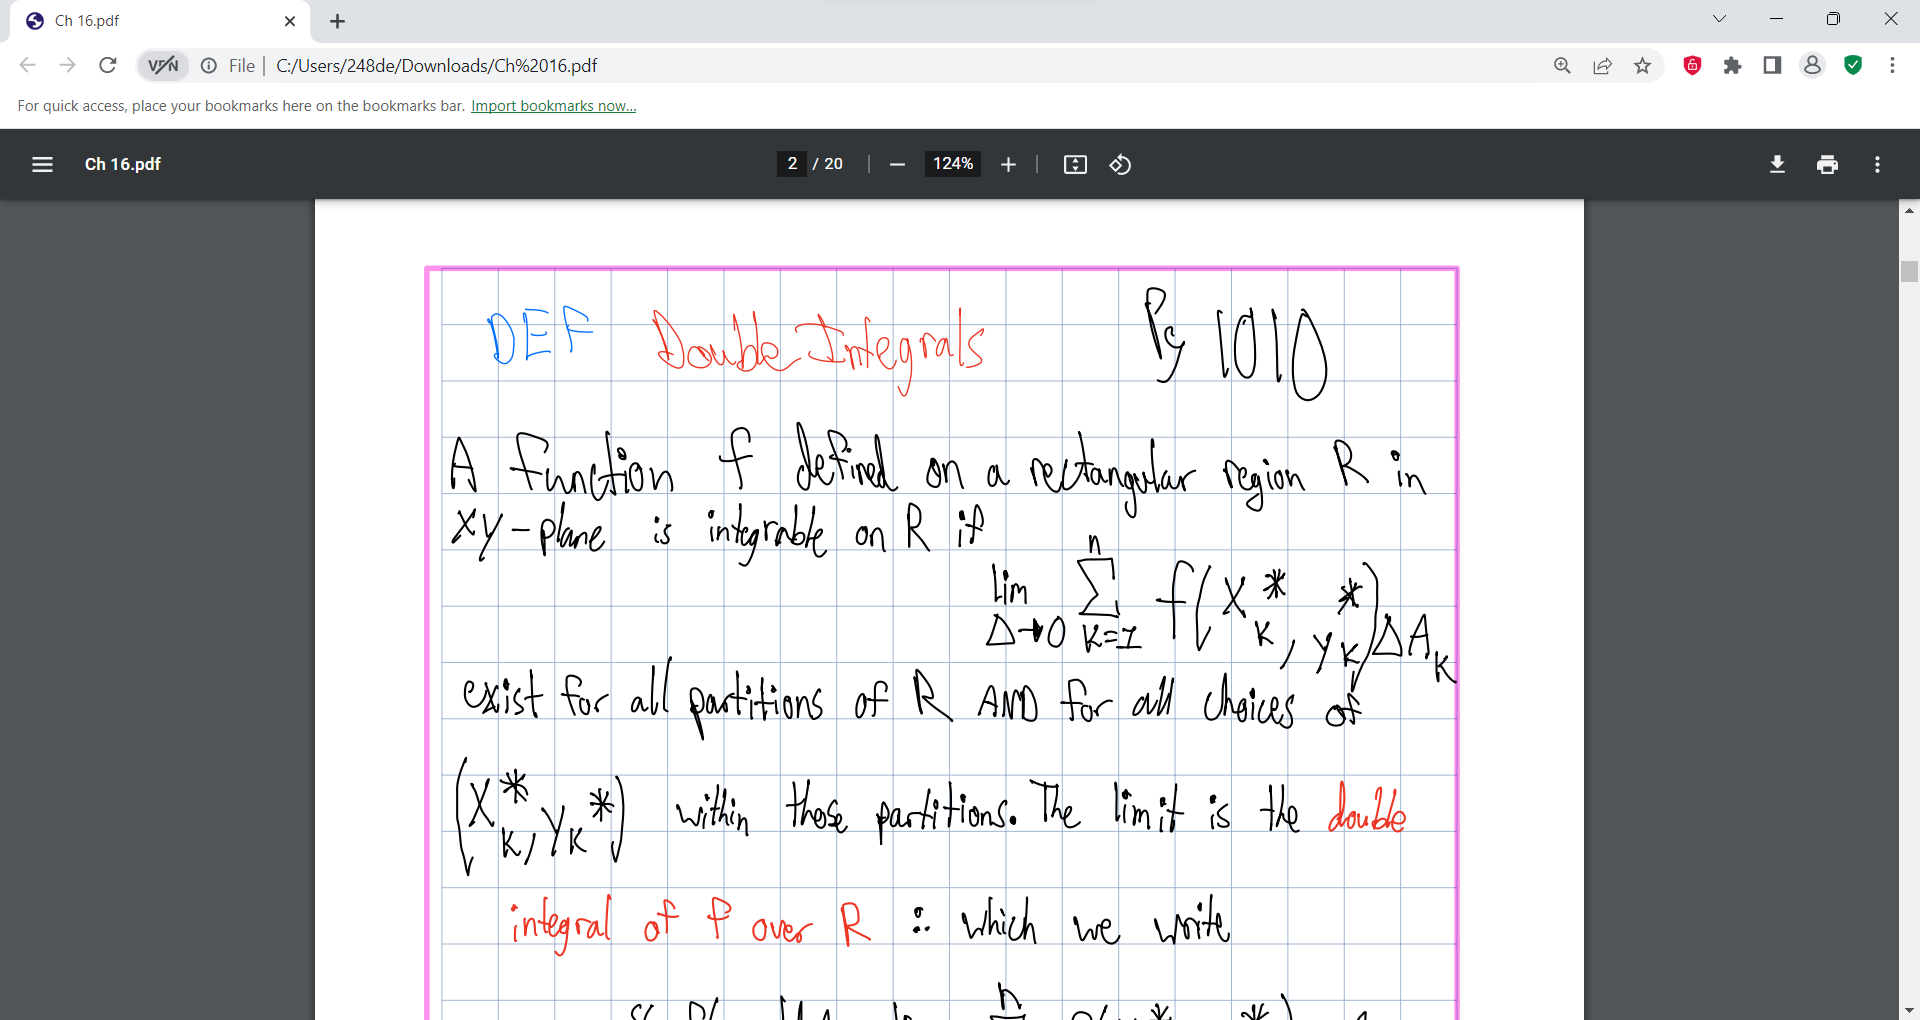 Ch 16.pdf
VPN File C:/Users/248de/Downloads/Ch%2016.pdf
For quick access, place your bookmarks here on the bookmarks bar. Import bookmarks now...
Ch 16.pdf 2 / 20 124%
DEF Double Integrals Pg 1010
A function f defined on a rectangular region R in
xy-plane is integrable on R if
lim Δ→0 n Σ k=1 f(x*k, y*k) ΔAk
exist for all partitions of R AND for all choices of
(x*k, yk*) within those partitions. The limit is the double
integral of f over R ∴ which we write